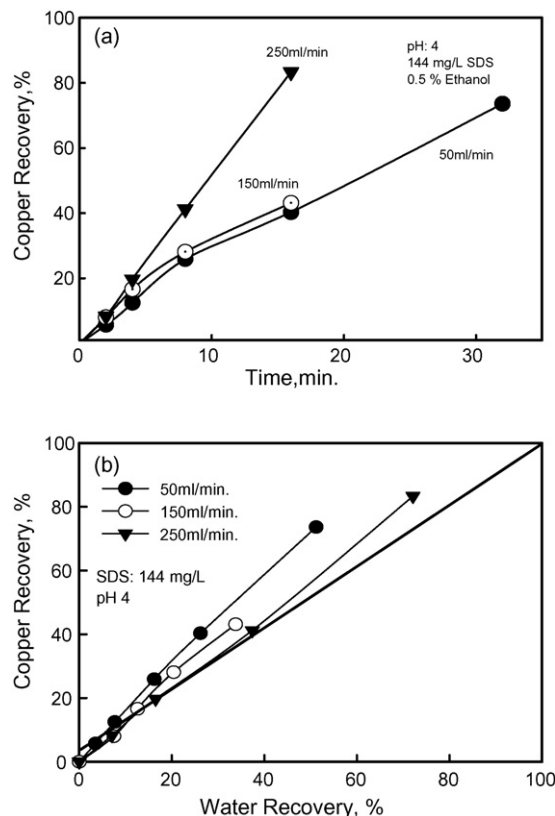 (a)
250ml/min
pH: 4
144 mg/L SDS
0.5 % Ethanol
150ml/min
50ml/min
Copper Recovery,%
100
80
60
40
20
0
10
20
30
Time,min.
(b)
50ml/min.
150ml/min.
250ml/min.
SDS: 144 mg/L
pH 4
Copper Recovery, %
100
80
60
40
20
0
0
20
40
60
80
100
Water Recovery, %